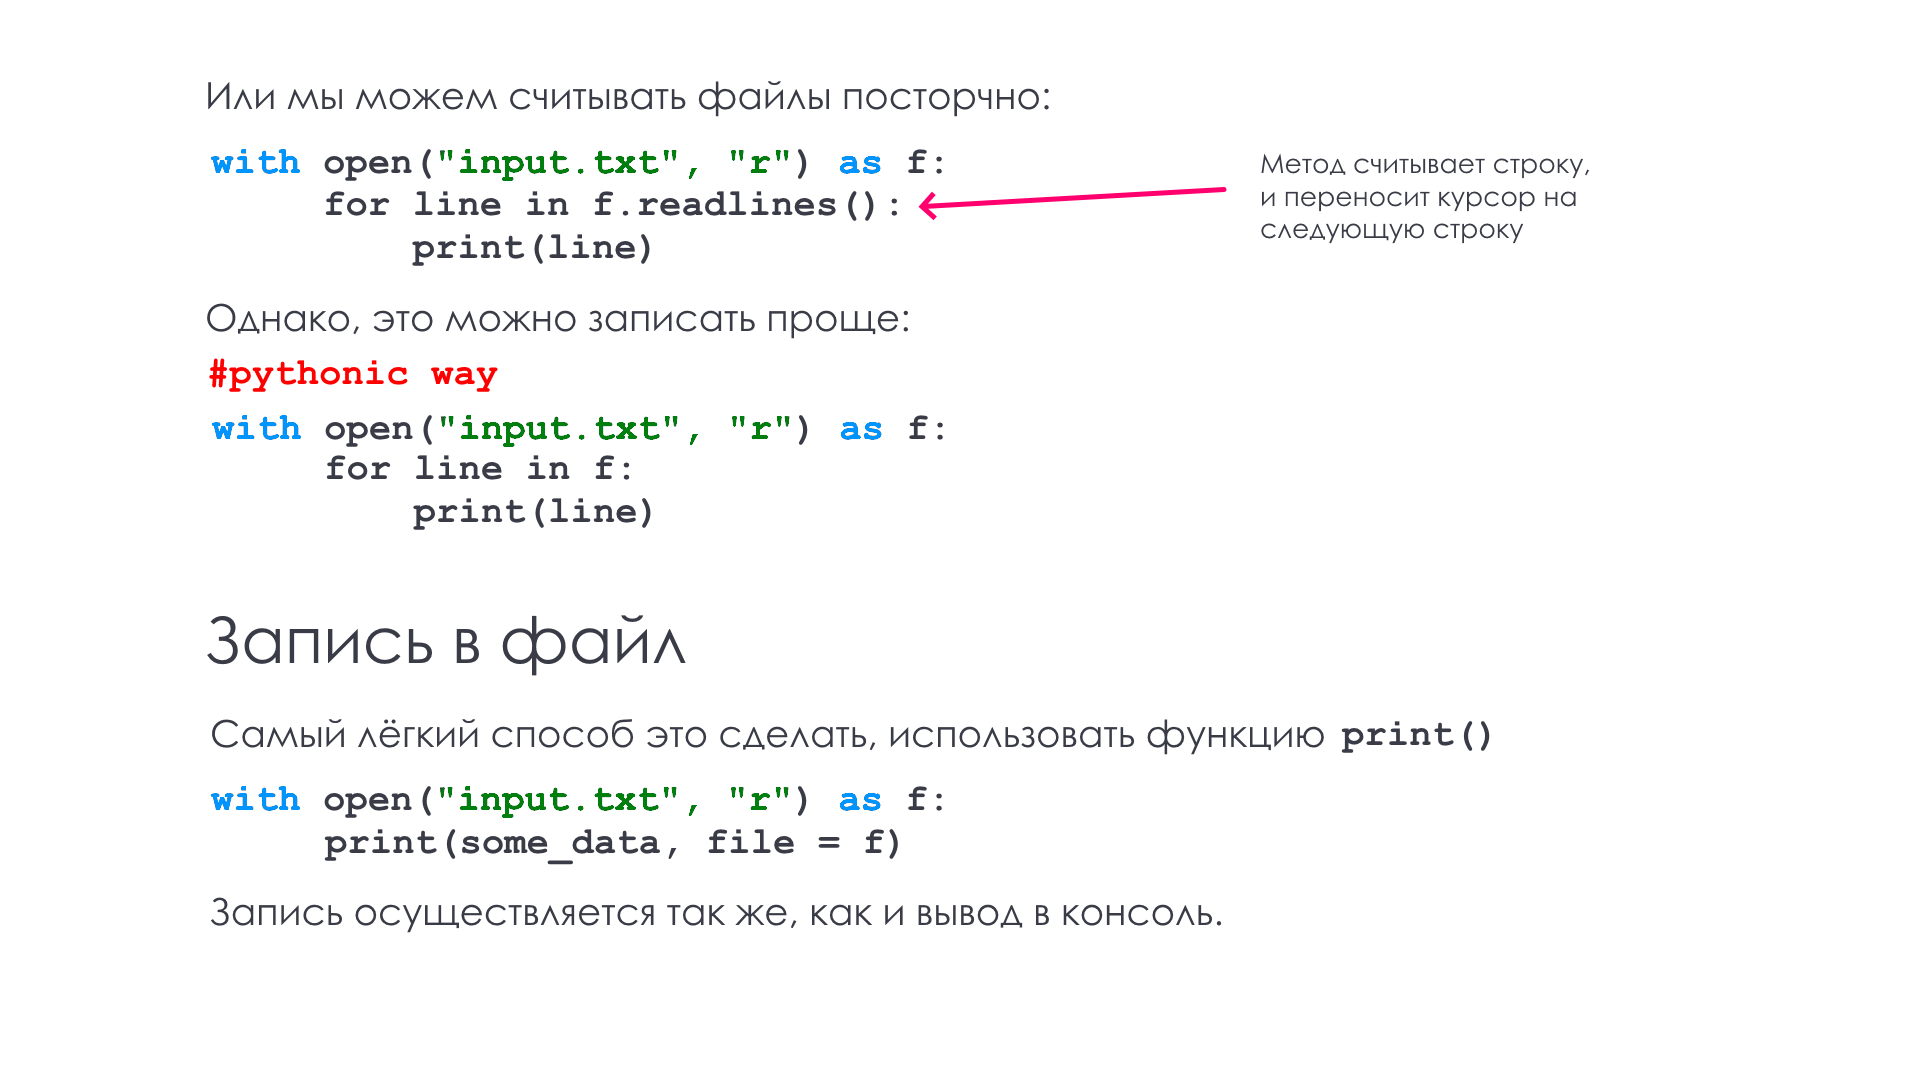 Или мы можем считывать файлы посторчно:
with open("input.txt", "r") as f:
for line in f.readlines():
print(line)
Метод считывает строку,
и переносит курсор на
следующую строку
Однако, это можно записать проще:
#pythonic way
with open("input.txt", "r") as f:
for line in f:
print(line)
Запись в файл
Самый лёгкий способ это сделать, использовать функцию print()
with open("input.txt", "r") as f:
print(some_data, file = f)
Запись осуществляется так же, как и вывод в консоль.